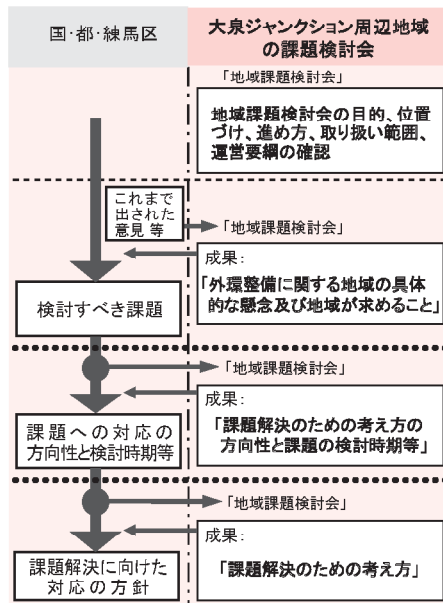 国・都・練馬区
大泉ジャンクション周辺地域
の課題検討会
「地域課題検討会」
地域課題検討会の目的、位置
づけ、進め方、取り扱い範囲、
運営要綱の確認
これまで
出された
意見 等
「地域課題検討会」
成果：
「外環整備に関する地域の具体
的な懸念及び地域が求めること」
検討すべき課題
「地域課題検討会」
成果：
「課題解決のための考え方の
方向性と課題の検討時期等」
課題への対応の
方向性と検討時期等
「地域課題検討会」
成果：
「課題解決のための考え方」
課題解決に向けた
対応の方針